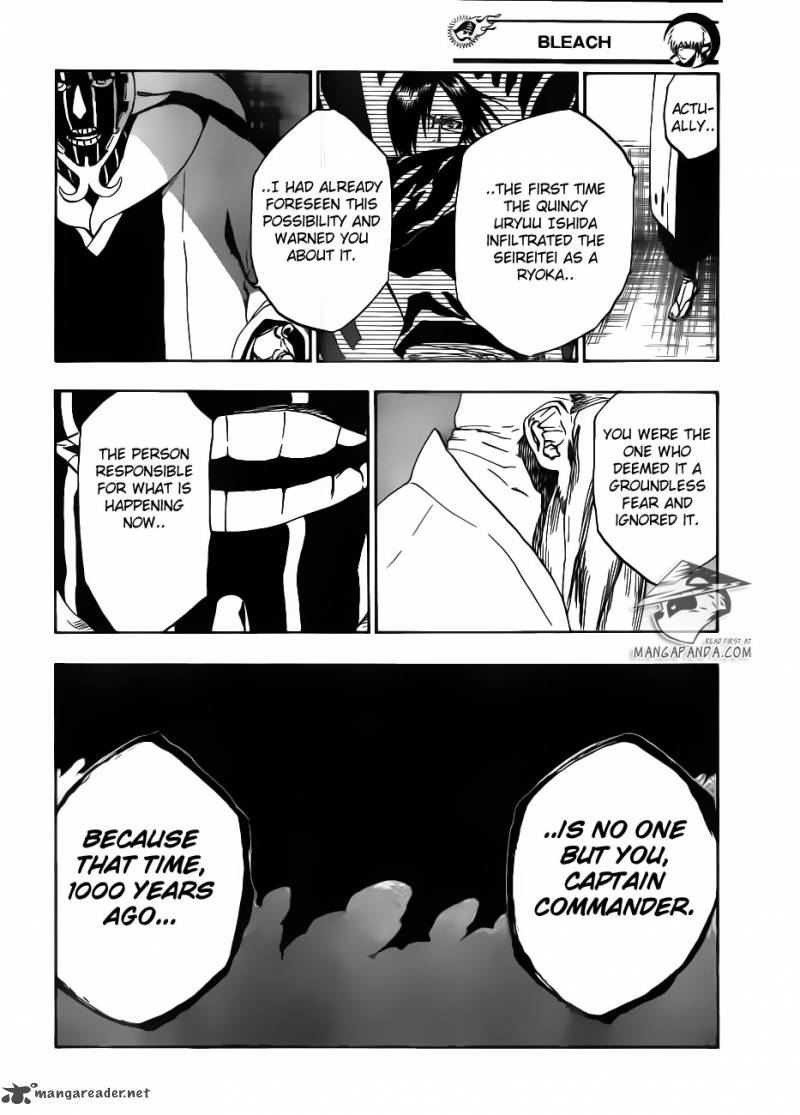 BLEACH
ACTU-
ALLY..
..THE FIRST TIME
THE QUINCY
URYUU ISHIDA
INFILTRATED THE
SEIREITEI AS A
RYOKA..
..I HAD ALREADY
FORESEEN THIS
POSSIBILITY AND
WARNED YOU
ABOUT IT.
YOU WERE THE
ONE WHO
DEEMED IT A
GROUNDLESS
FEAR AND
IGNORED IT.
THE PERSON
RESPONSIBLE
FOR WHAT IS
HAPPENING
NOW..
READ FIRST AT
MANGAPANDA.COM
..IS NO ONE
BUT YOU,
CAPTAIN
COMMANDER.
BECAUSE
THAT TIME,
1000 YEARS
AGO...
mangareader.net